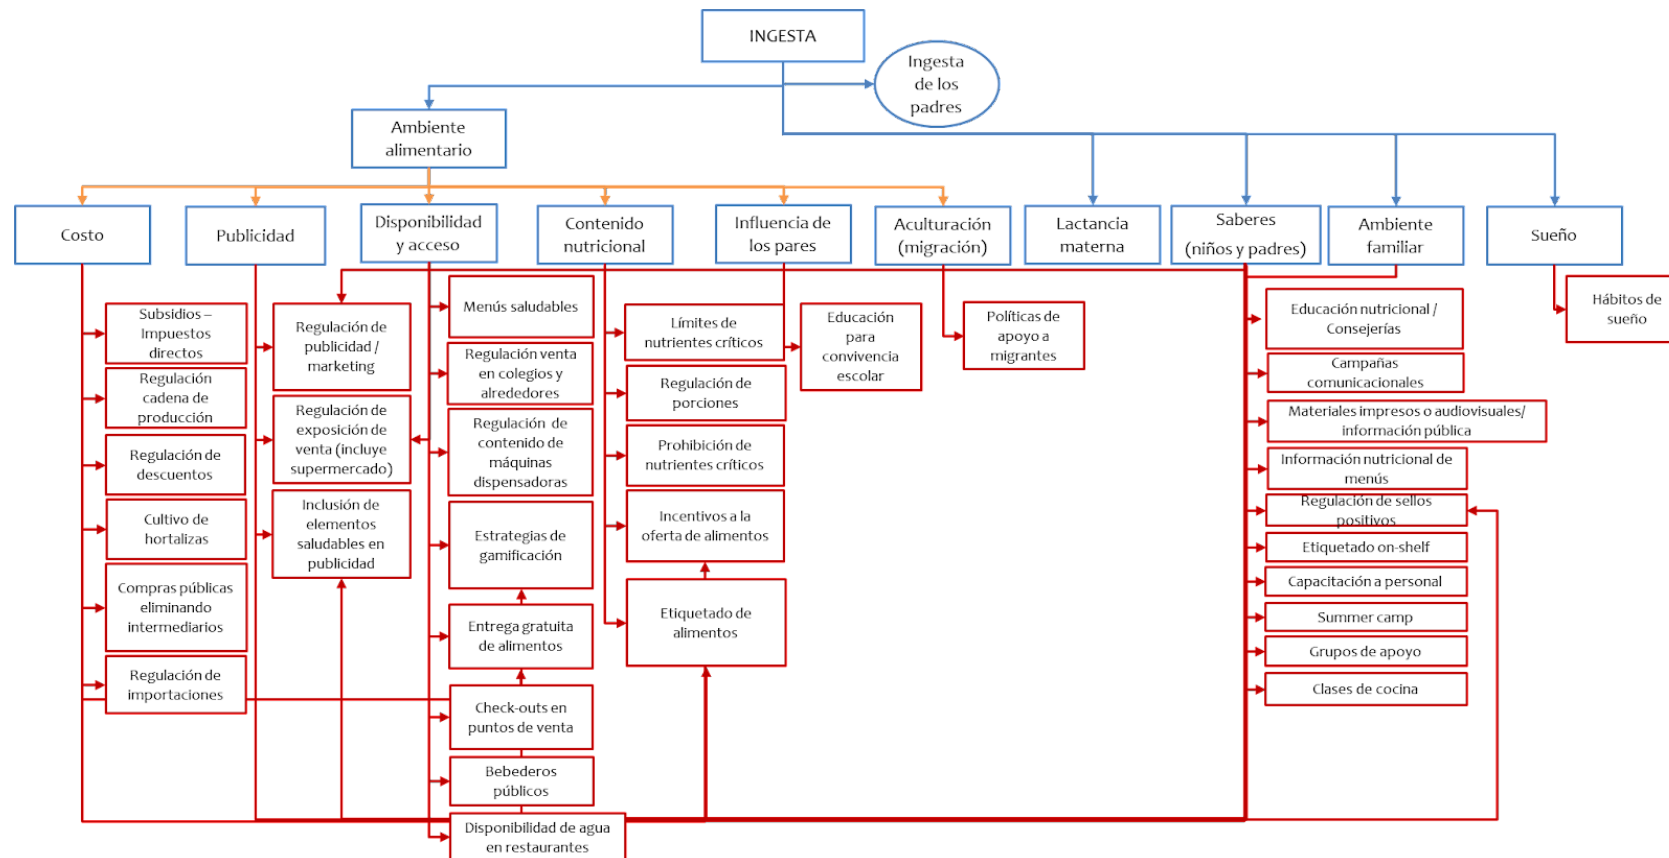 INGESTA
Ingesta
de los
padres
Ambiente
alimentario
Costo
Publicidad
Disponibilidad
y acceso
Contenido
nutricional
Influencia de
los pares
Aculturación
(migración)
Lactancia
materna
Saberes
(niños y padres)
Ambiente
familiar
Sueño
Subsidios –
Impuestos
directos
Regulación
cadena de
producción
Regulación de
descuentos
Cultivo de
hortalizas
Compras públicas
eliminando
intermediarios
Regulación de
importaciones
Regulación de
publicidad /
marketing
Regulación de
exposición de
venta (incluye
supermercado)
Inclusión de
elementos
saludables en
publicidad
Menús saludables
Regulación venta
en colegios y
alrededores
Regulación de
contenido de
máquinas
dispensadoras
Estrategias de
gamificación
Entrega gratuita
de alimentos
Check-outs en
puntos de venta
Bebederos
públicos
Disponibilidad de agua
en restaurantes
Límites de
nutrientes críticos
Regulación de
porciones
Prohibición de
nutrientes críticos
Incentivos a la
oferta de alimentos
Etiquetado de
alimentos
Educación
para
convivencia
escolar
Políticas de
apoyo a
migrantes
Educación nutricional /
Consejerías
Campañas
comunicacionales
Materiales impresos o audiovisuales/
información pública
Información nutricional de
menús
Regulación de sellos
positivos
Etiquetado on-shelf
Capacitación a personal
Summer camp
Grupos de apoyo
Clases de cocina
Hábitos de
sueño